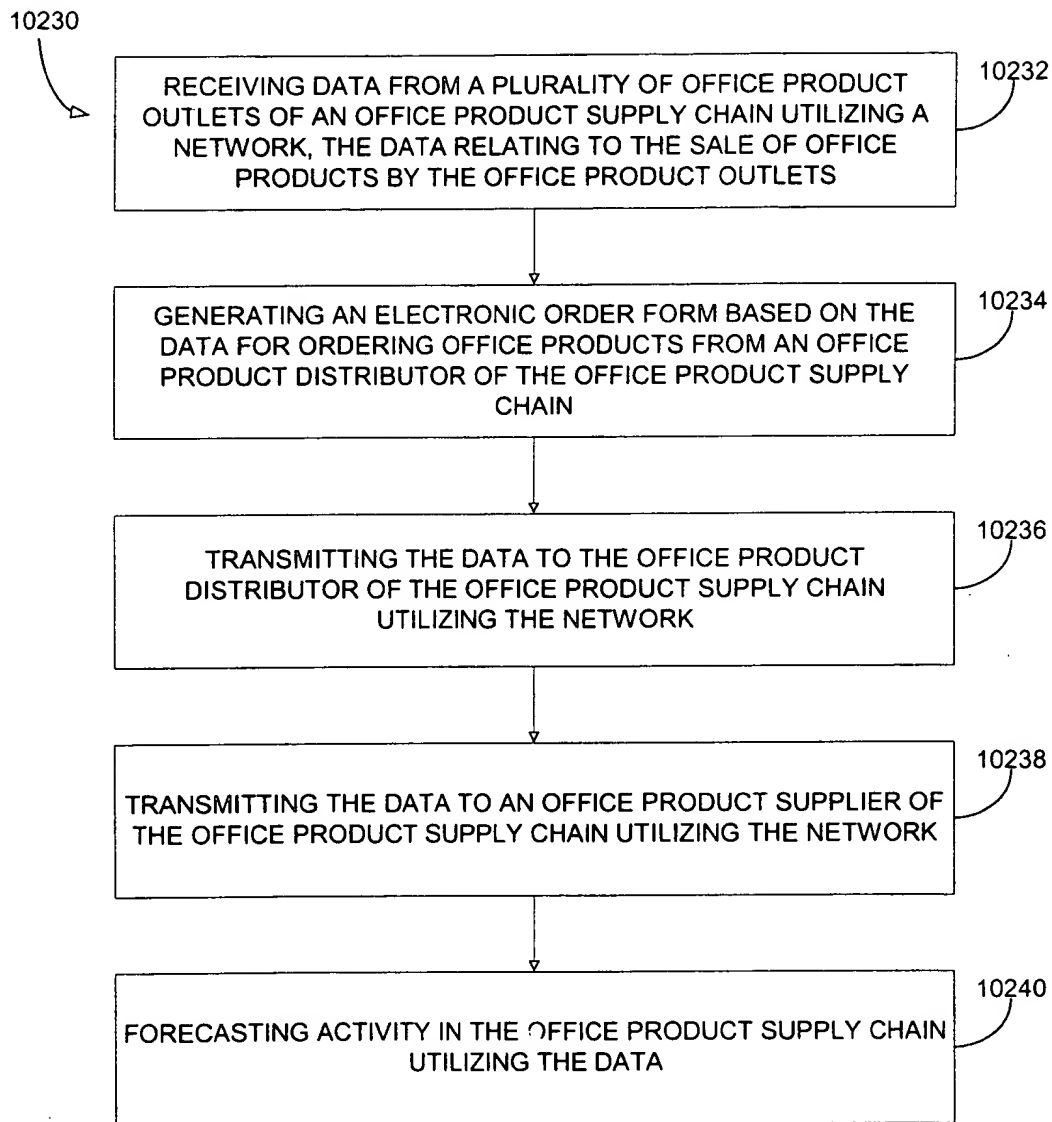 10230
10232
RECEIVING DATA FROM A PLURALITY OF OFFICE PRODUCT
OUTLETS OF AN OFFICE PRODUCT SUPPLY CHAIN UTILIZING A
NETWORK, THE DATA RELATING TO THE SALE OF OFFICE
PRODUCTS BY THE OFFICE PRODUCT OUTLETS
10234
GENERATING AN ELECTRONIC ORDER FORM BASED ON THE
DATA FOR ORDERING OFFICE PRODUCTS FROM AN OFFICE
PRODUCT DISTRIBUTOR OF THE OFFICE PRODUCT SUPPLY
CHAIN
10236
TRANSMITTING THE DATA TO THE OFFICE PRODUCT
DISTRIBUTOR OF THE OFFICE PRODUCT SUPPLY CHAIN
UTILIZING THE NETWORK
10238
TRANSMITTING THE DATA TO AN OFFICE PRODUCT SUPPLIER OF
THE OFFICE PRODUCT SUPPLY CHAIN UTILIZING THE NETWORK
10240
FORECASTING ACTIVITY IN THE OFFICE PRODUCT SUPPLY CHAIN
UTILIZING THE DATA